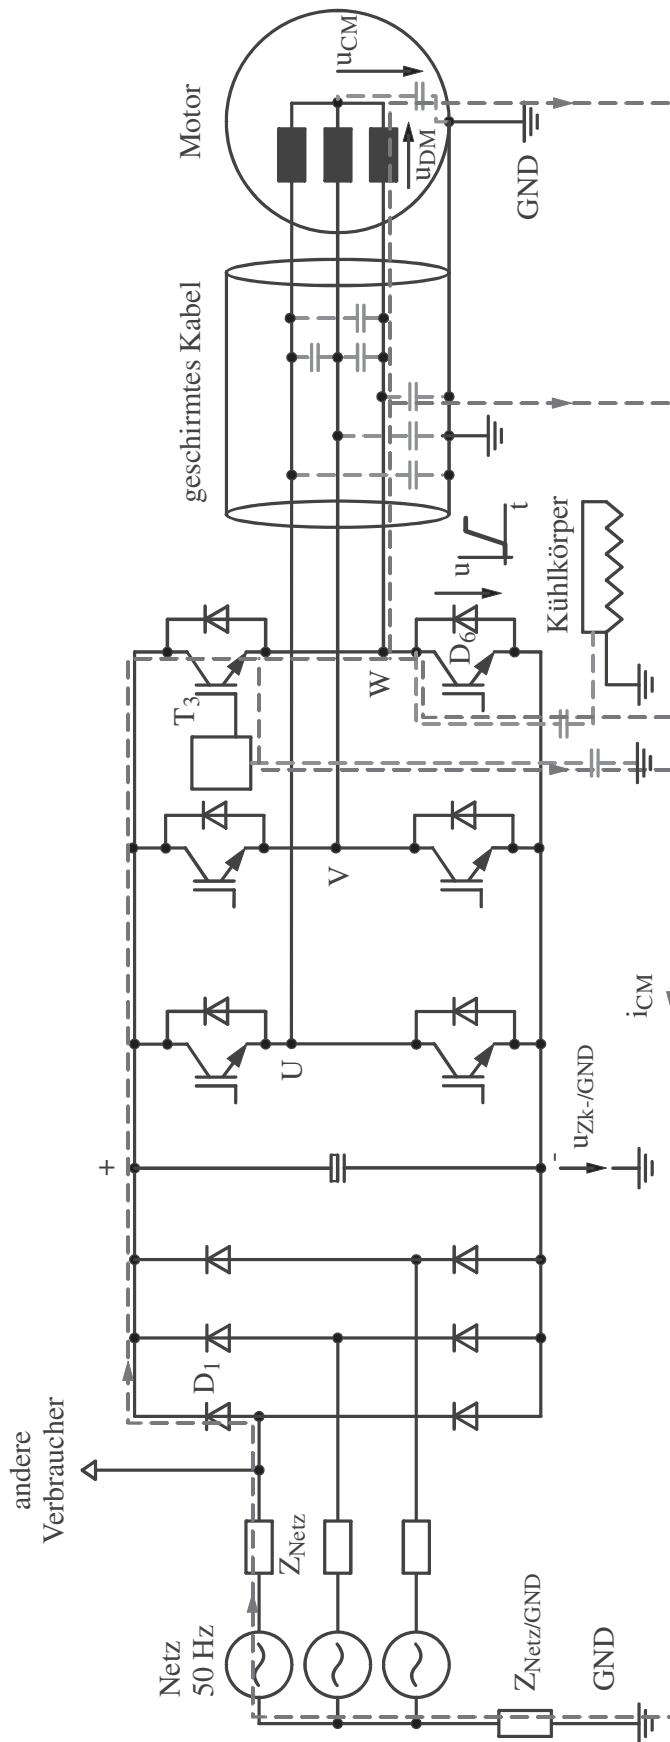 Netz
50 Hz
Z_Netz
Z_Netz/GND
GND
andere
Verbraucher
D_1
+
-
u_Zk-/GND
i_CM
U
V
W
T_3
D_6
u
t
Kühlkörper
geschirmtes Kabel
Motor
u_CM
u_DM
GND